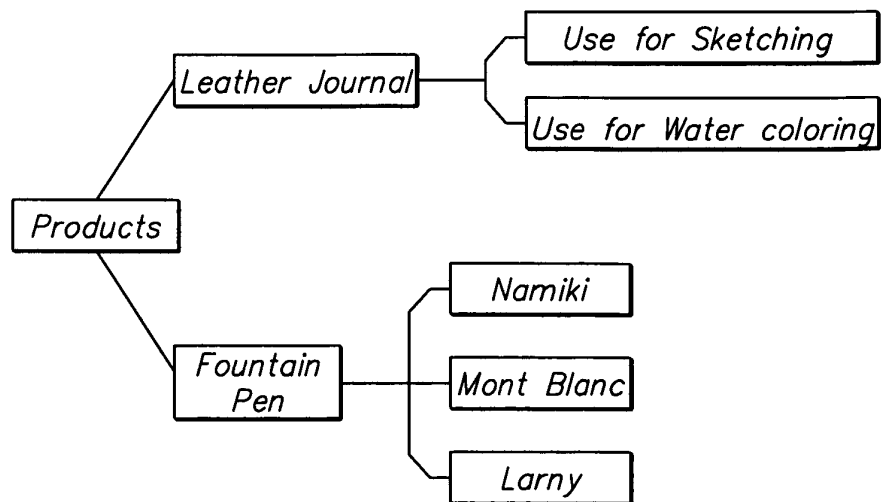 Use for Sketching
Leather Journal
Use for Water coloring
Products
Namiki
Fountain
Pen
Mont Blanc
Larny